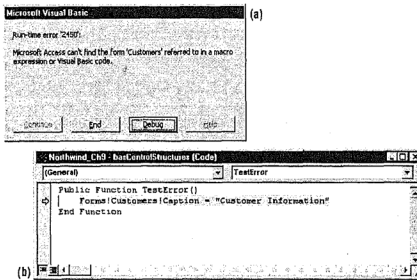 Microsoft Visual Basic
(a)
Run-time error '2450':
Microsoft Access can't find the form 'Customers' referred to in a macro
expression or Visual Basic code.
Continue End Debug Help
Northwind_Ch9 - basControlStructures (Code)
(General) TestError
Public Function TestError()
Forms!Customers!Caption = "Customer Information"
End Function
(b)